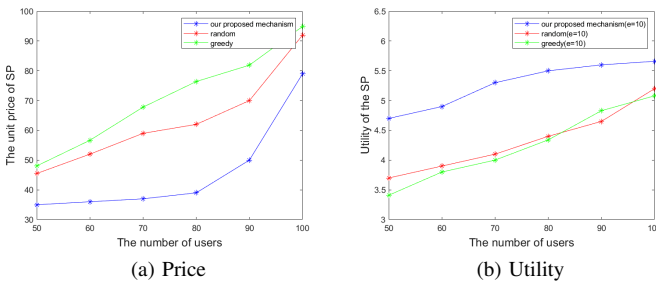 100
90
80
70
60
50
40
30
The unit price of SP
our proposed mechanism
random
greedy
50 60 70 80 90 100
The number of users
(a) Price
6.5
6
5.5
5
4.5
4
3.5
3
Utility of the SP
our proposed mechanism(e=10)
random(e=10)
greedy(e=10)
50 60 70 80 90 100
The number of users
(b) Utility